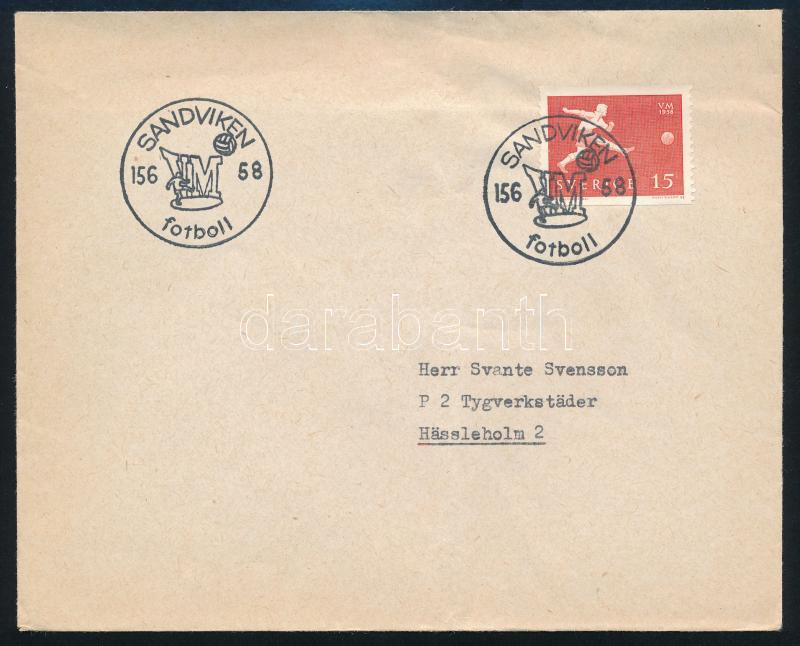 SANDVIKEN
156 VM 58
fotboll
VM
1958
SVERIGE 15
SANDVIKEN
156 VM 58
fotboll
darabanth
Herr Svante Svensson
P 2 Tygverkstäder
Hässleholm 2